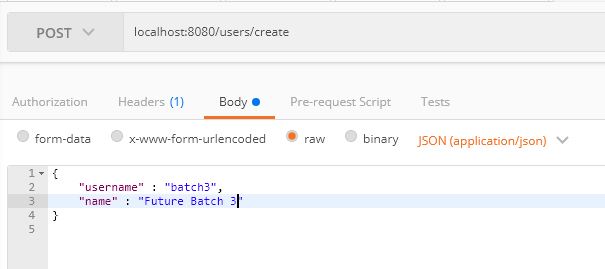 POST localhost:8080/users/create
Authorization Headers (1) Body Pre-request Script Tests
form-data x-www-form-urlencoded raw binary JSON (application/json)
1 {
2 "username" : "batch3",
3 "name" : "Future Batch 3"
4 }
5